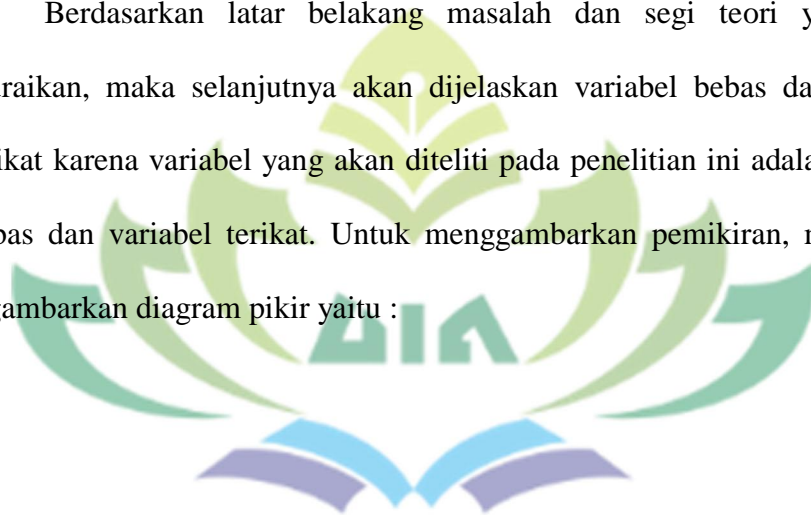 Berdasarkan latar belakang masalah dan segi teori y
raikan, maka selanjutnya akan dijelaskan variabel bebas da
ikat karena variabel yang akan diteliti pada penelitian ini adala
bas dan variabel terikat. Untuk menggambarkan pemikiran, m
gambarkan diagram pikir yaitu :